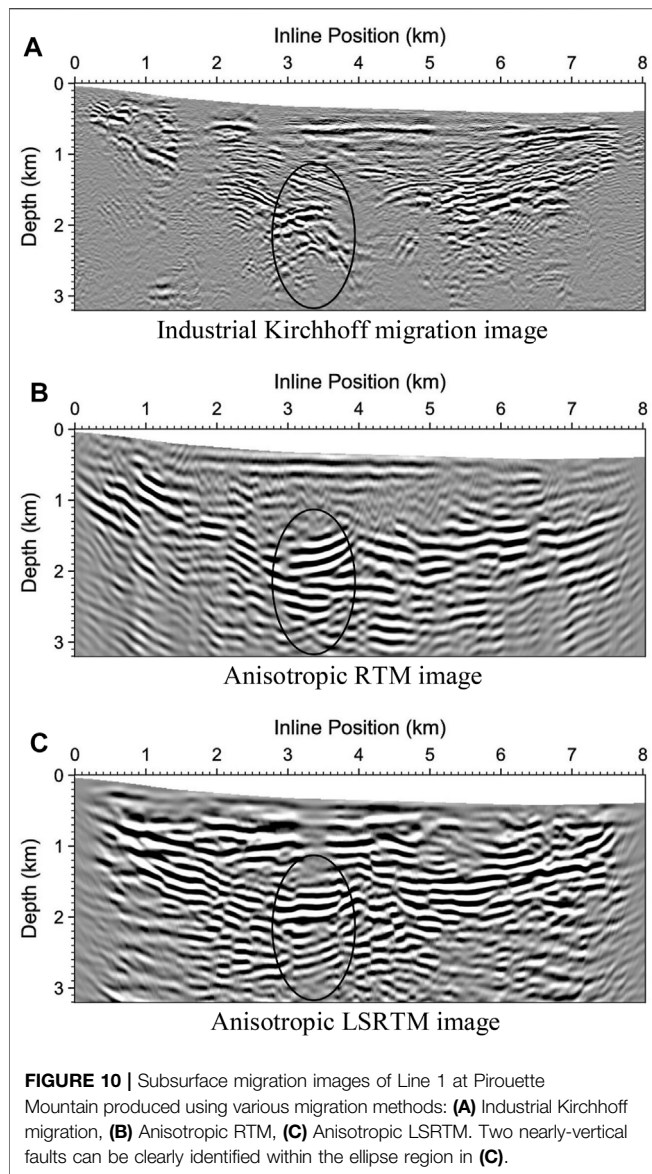 A
Inline Position (km)
0 1 2 3 4 5 6 7 8
Depth (km)
0
1
2
3
Industrial Kirchhoff migration image
B
Inline Position (km)
0 1 2 3 4 5 6 7 8
Depth (km)
0
1
2
3
Anisotropic RTM image
C
Inline Position (km)
0 1 2 3 4 5 6 7 8
Depth (km)
0
1
2
3
Anisotropic LSRTM image
FIGURE 10 | Subsurface migration images of Line 1 at Pirouette
Mountain produced using various migration methods: (A) Industrial Kirchhoff
migration, (B) Anisotropic RTM, (C) Anisotropic LSRTM. Two nearly-vertical
faults can be clearly identified within the ellipse region in (C).